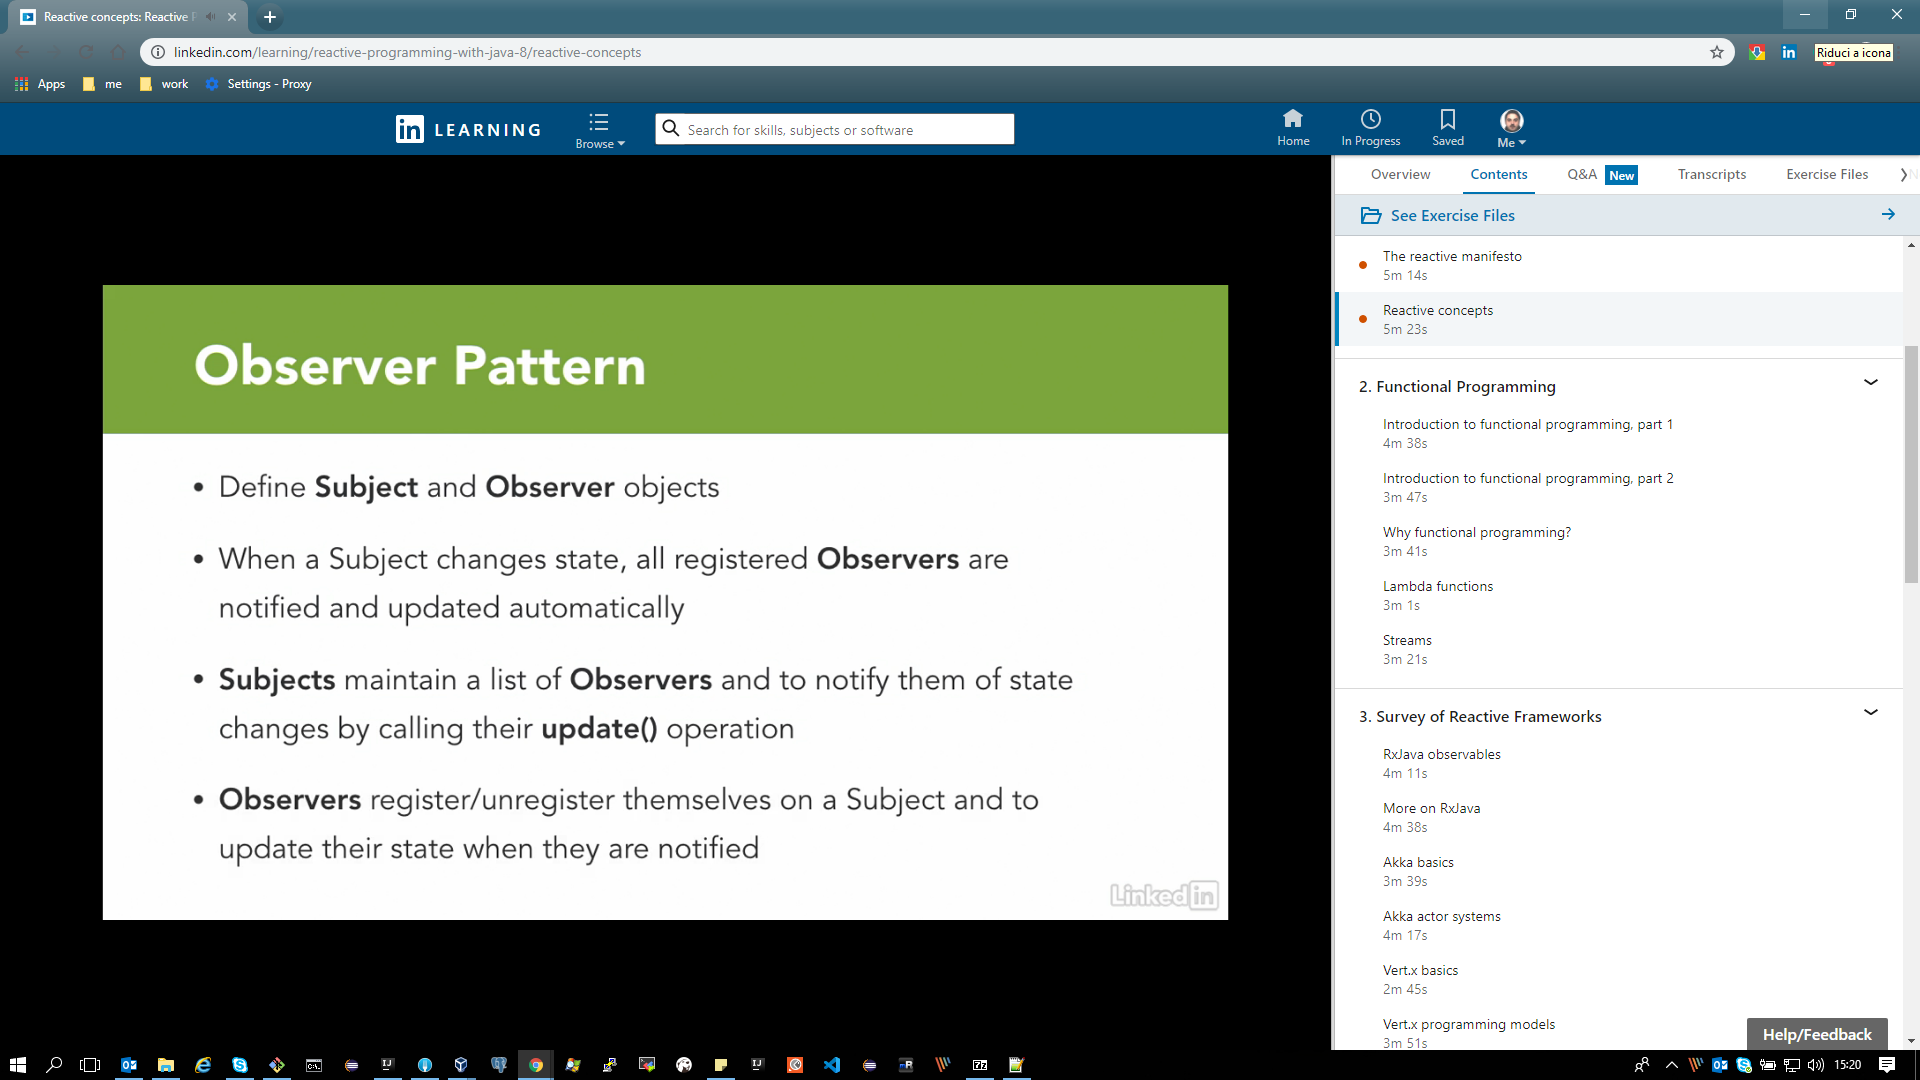 Reactive concepts: Reactive P
Riduci a icona
linkedin.com/learning/reactive-programming-with-java-8/reactive-concepts
Apps
me
work
Settings - Proxy
in LEARNING
Browse
Search for skills, subjects or software
Home
In Progress
Saved
Me
Overview
Contents
Q&A New
Transcripts
Exercise Files
See Exercise Files
Observer Pattern
• Define Subject and Observer objects
• When a Subject changes state, all registered Observers are
notified and updated automatically
• Subjects maintain a list of Observers and to notify them of state
changes by calling their update() operation
• Observers register/unregister themselves on a Subject and to
update their state when they are notified
Linked in
The reactive manifesto
5m 14s
Reactive concepts
5m 23s
2. Functional Programming
Introduction to functional programming, part 1
4m 38s
Introduction to functional programming, part 2
3m 47s
Why functional programming?
3m 41s
Lambda functions
3m 1s
Streams
3m 21s
3. Survey of Reactive Frameworks
RxJava observables
4m 11s
More on RxJava
4m 38s
Akka basics
3m 39s
Akka actor systems
4m 17s
Vert.x basics
2m 45s
Vert.x programming models
3m 51s
Help/Feedback
15:20